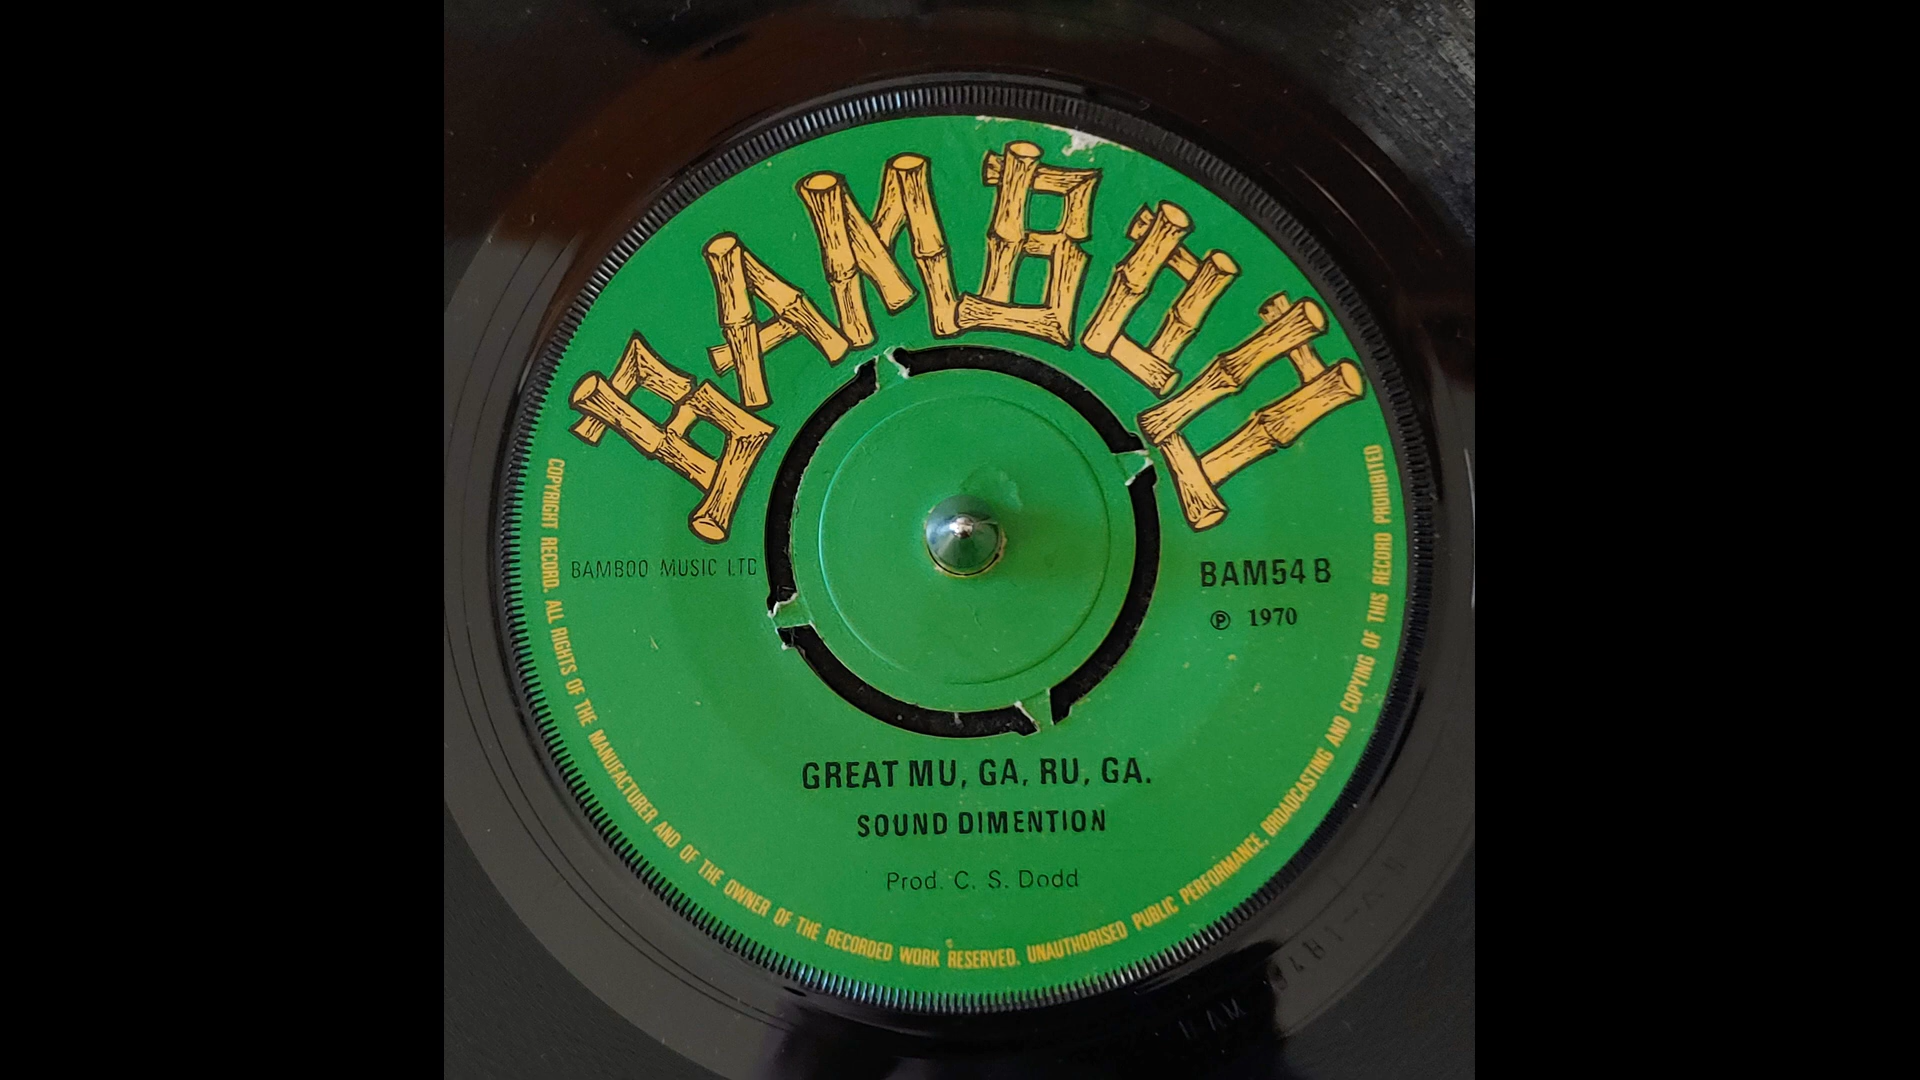 BAMBOO
BAMBOO MUSIC LTD
BAM54 B
℗ 1970
GREAT MU, GA, RU, GA.
SOUND DIMENTION
Prod. C. S. Dodd
COPYRIGHT RECORD. ALL RIGHTS OF THE MANUFACTURER AND OF THE OWNER OF THE RECORDED WORK RESERVED. UNAUTHORISED PUBLIC PERFORMANCE, BROADCASTING AND COPYING OF THIS RECORD PROHIBITED